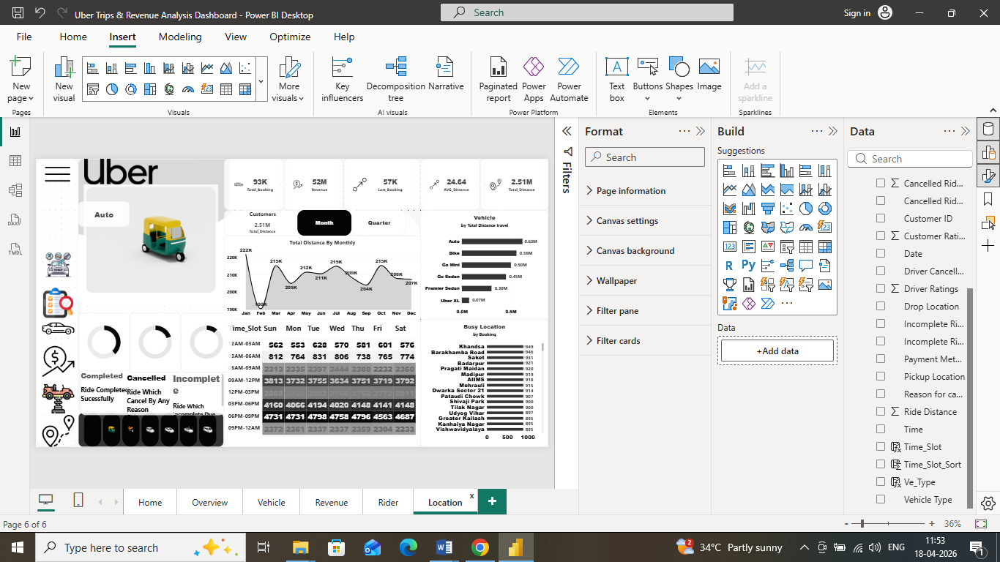 Uber Trips & Revenue Analysis Dashboard - Power BI Desktop
Search
Sign in
File Home Insert Modeling View Optimize Help
New page
New visual
More visuals
Key influencers
Decomposition tree
Narrative
Paginated report
Power Apps
Power Automate
Text box
Buttons
Shapes
Image
Add a sparkline
Pages
Visuals
AI visuals
Power Platform
Elements
Sparklines
DAX
TMDL
Uber
Auto
93K
Total_Booking
52M
Revenue
57K
Lost_Booking
24.64
AVG_Distance
2.51M
Total_Distance
Customers
2.51M
Total_Distance
Month
Quarter
Total Distance By Monthly
220K
210K
200K
190K
222K
190K
215K
205K
212K
211K
215K
209K
204K
215K
208K
207K
Jan Feb Mar Apr May Jun Jul Aug Sep Oct Nov Dec
Vehicle
by Total Distance travel
Auto 0.63M
Bike 0.56M
Go Mini 0.50M
Go Sedan 0.45M
Premier Sedan 0.30M
Uber XL 0.07M
0.0M 0.5M
Completed
Ride Completed Sucessfully
Cancelled
Ride Which Cancel By Any Reason
Incomplete
Ride Which
Time_Slot Sun Mon Tue Wed Thu Fri Sat
12AM-03AM 562 553 628 570 581 601 576
03AM-06AM 812 764 831 806 738 765 774
06AM-09AM 2313 2335 2397 2444 2388 2232 2360
09AM-12PM 3813 3732 3755 3634 3751 3719 3792
12PM-03PM
03PM-06PM 4160 4066 4194 4020 4148 4141 4148
06PM-09PM 4731 4731 4798 4758 4796 4563 4687
09PM-12AM 2372 2361 2337 2337 2359 2304 2233
Busy Location
by Booking
Khandsa 949
Barakhamba Road 946
Saket 931
Badarpur 921
Pragati Maidan 920
Madipur 919
AIIMS 918
Mehrauli 915
Dwarka Sector 21 914
Pataudi Chowk 907
Shivaji Park 900
Tilak Nagar 900
Udyog Vihar 897
Greater Kailash 895
Kanhaiya Nagar 895
Vishwavidyalaya 895
0 500 1000
Filters
Format
Search
Page information
Canvas settings
Canvas background
Wallpaper
Filter pane
Filter cards
Build
Suggestions
R Py
Data
+Add data
Data
Search
Cancelled Rid...
Cancelled Rid...
Customer ID
Customer Rati...
Date
Driver Cancell...
Driver Ratings
Drop Location
Incomplete Ri...
Incomplete Ri...
Payment Met...
Pickup Location
Reason for ca...
Ride Distance
Time
Time_Slot
Time_Slot_Sort
Ve_Type
Vehicle Type
Home Overview Vehicle Revenue Rider Location x +
Page 6 of 6
- + 36%
Type here to search
2
34°C Partly sunny
ENG
11:53
18-04-2026
1